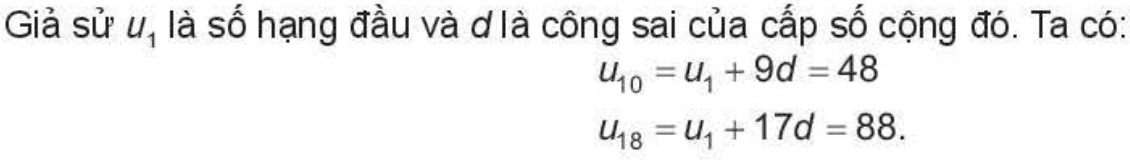 Giả sử u₁ là số hạng đầu và d là công sai của cấp số cộng đó. Ta có:
u₁₀ = u₁ + 9d = 48
u₁₈ = u₁ + 17d = 88.